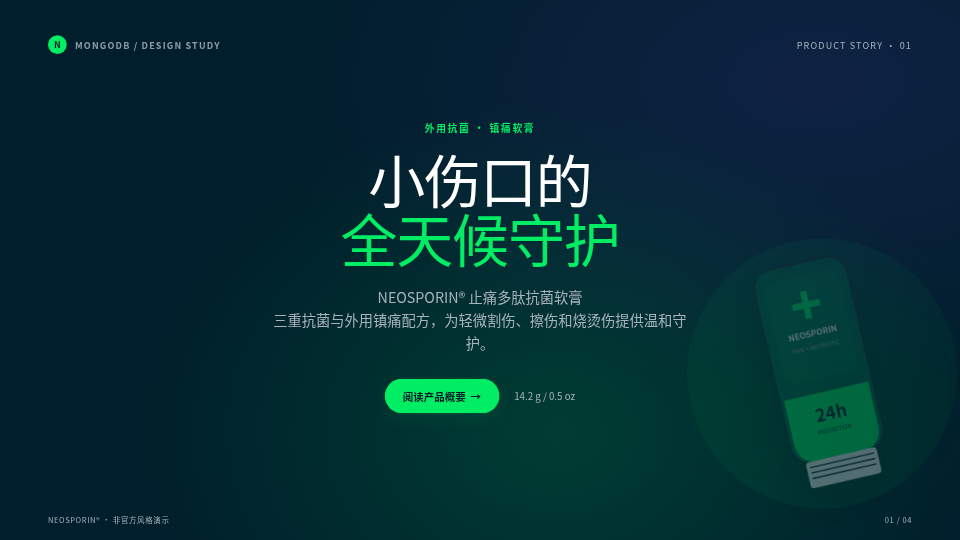 N MONGODB / DESIGN STUDY
PRODUCT STORY • 01
外用抗菌 • 镇痛软膏
小伤口的
全天候守护
NEOSPORIN® 止痛多肽抗菌软膏
三重抗菌与外用镇痛配方，为轻微割伤、擦伤和烧烫伤提供温和守
护。
阅读产品概要 →
14.2 g / 0.5 oz
NEOSPORIN
24h
PROTECTION
NEOSPORIN® • 非官方风格演示
01 / 04